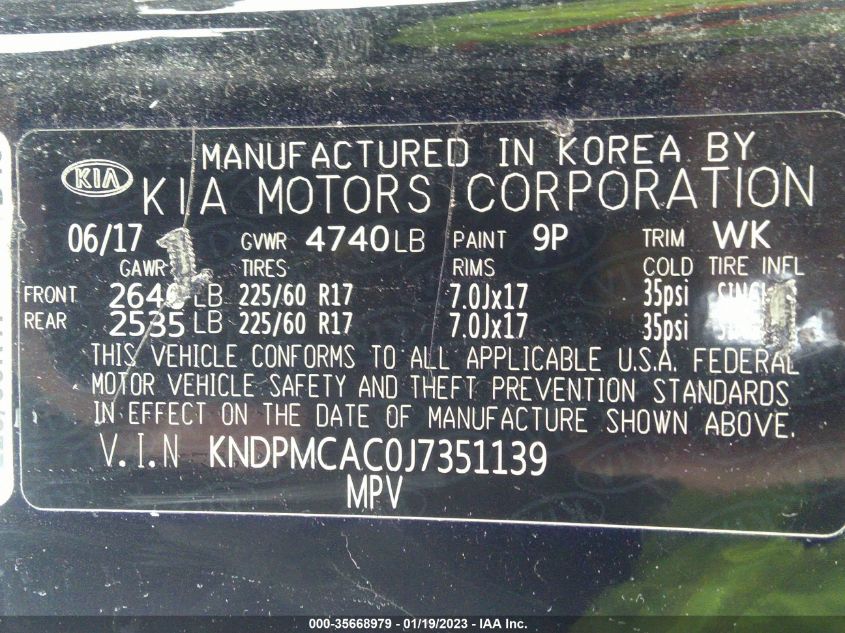 MANUFACTURED IN KOREA BY
KIA KIA MOTORS CORPORATION
06/17 GVWR 4740LB PAINT 9P TRIM WK
GAWR TIRES RIMS COLD TIRE INFL
FRONT LB 225/60 R17 7.0Jx17 35psi
REAR 2535 LB 225/60 R17 7.0Jx17 35psi
THIS VEHICLE CONFORMS TO ALL APPLICABLE U.S.A. FEDERAL
MOTOR VEHICLE SAFETY AND THEFT PREVENTION STANDARDS
IN EFFECT ON THE DATE OF MANUFACTURE SHOWN ABOVE.
V.I.N KNDPMCAC0J7351139
MPV
000-35668979 - 01/19/2023 - IAA Inc.